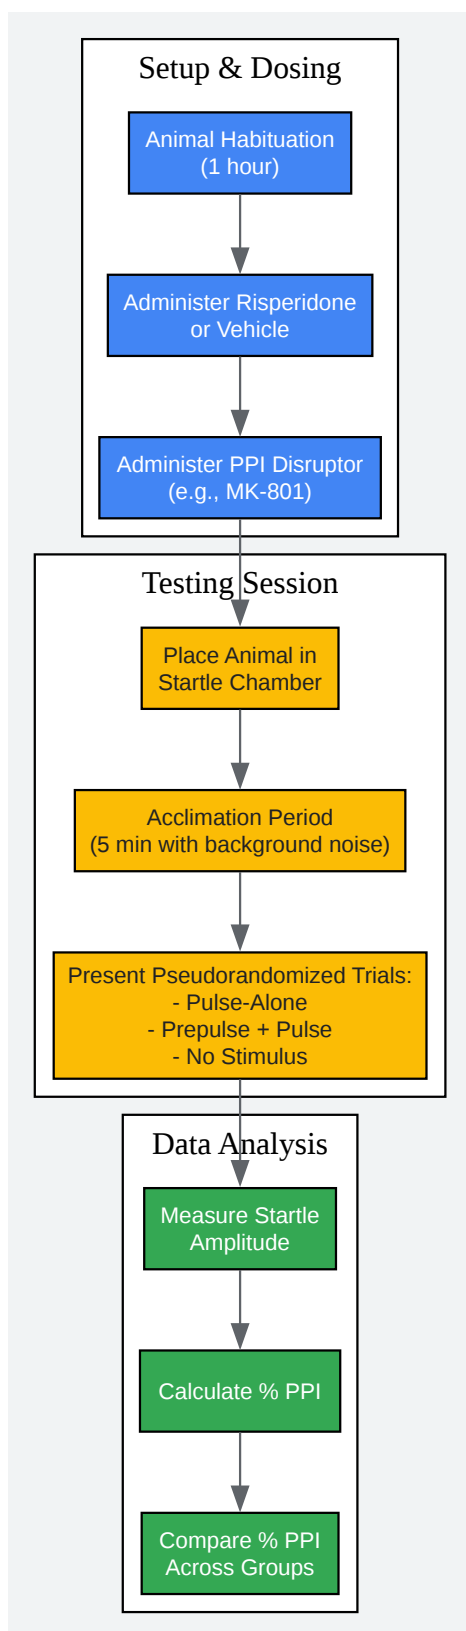 Setup & Dosing
Animal Habituation
(1 hour)
Administer Risperidone
or Vehicle
Administer PPI Disruptor
(e.g., MK-801)
Testing Session
Place Animal in
Startle Chamber
Acclimation Period
(5 min with background noise)
Present Pseudorandomized Trials:
- Pulse-Alone
- Prepulse + Pulse
- No Stimulus
Data Analysis
Measure Startle
Amplitude
Calculate % PPI
Compare % PPI
Across Groups